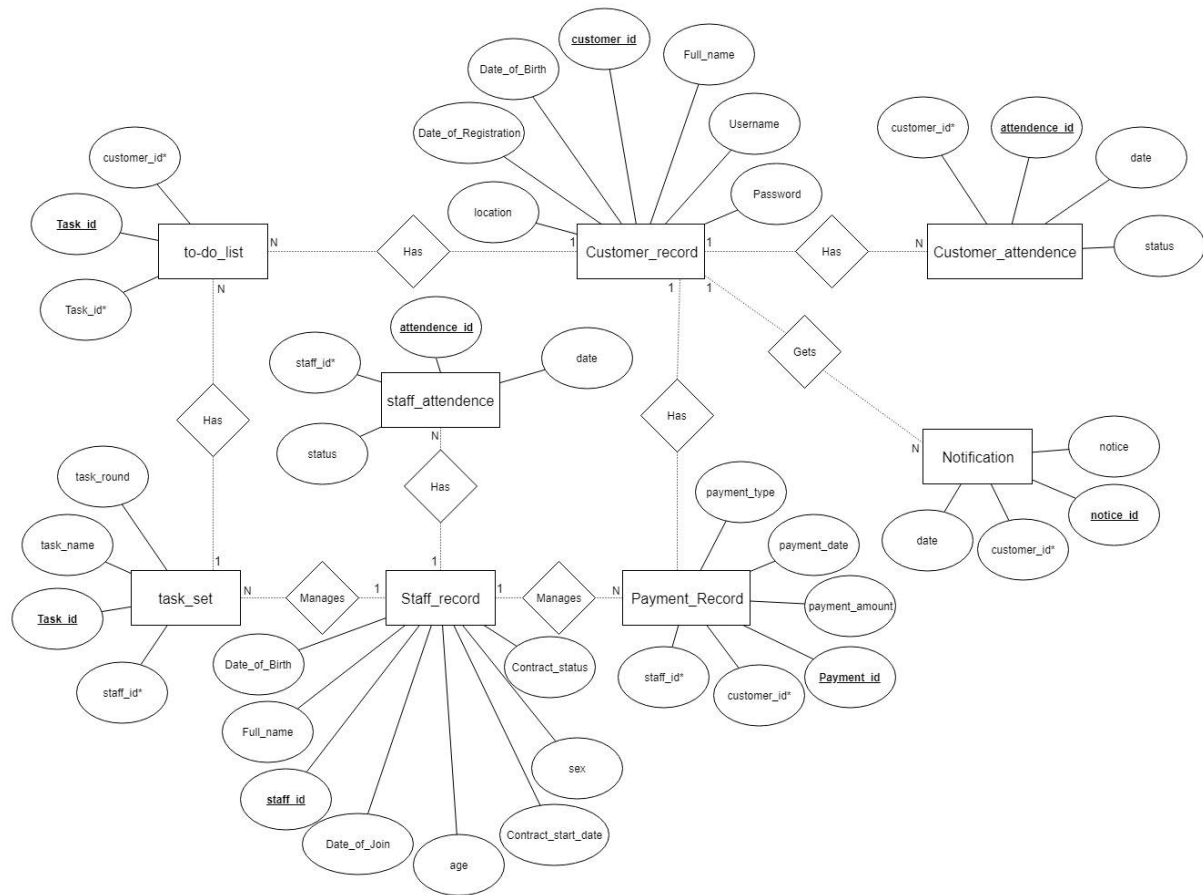 customer_id
Full_name
Date_of_Birth
Username
Date_of_Registration
Password
location
customer_id*
attendence_id
date
status
customer_id*
Task_id
Task_id*
to-do_list
N
Has
1
Customer_record
1
Has
N
Customer_attendence
N
1
1
attendence_id
staff_id*
date
staff_attendence
status
N
Gets
Has
Has
Has
N
Notification
notice
notice_id
date
customer_id*
task_round
task_name
Task_id
staff_id*
1
task_set
N
Manages
1
1
Staff_record
1
Manages
N
Payment_Record
payment_type
payment_date
payment_amount
Payment_id
customer_id*
staff_id*
Date_of_Birth
Full_name
staff_id
Date_of_Join
age
Contract_start_date
sex
Contract_status